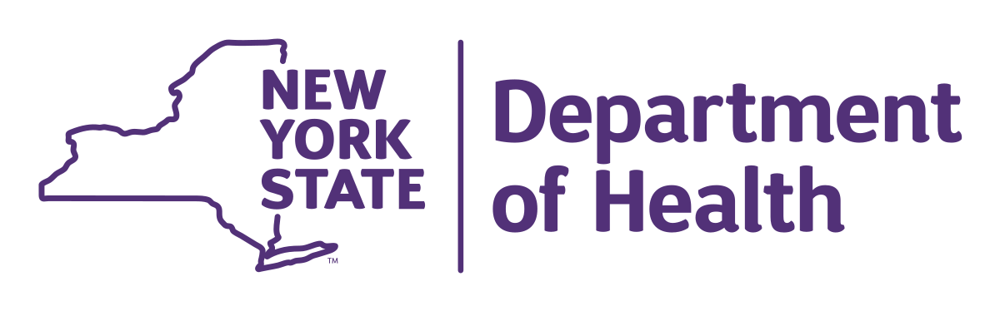 NEW
YORK
STATE
TM
Department
of Health